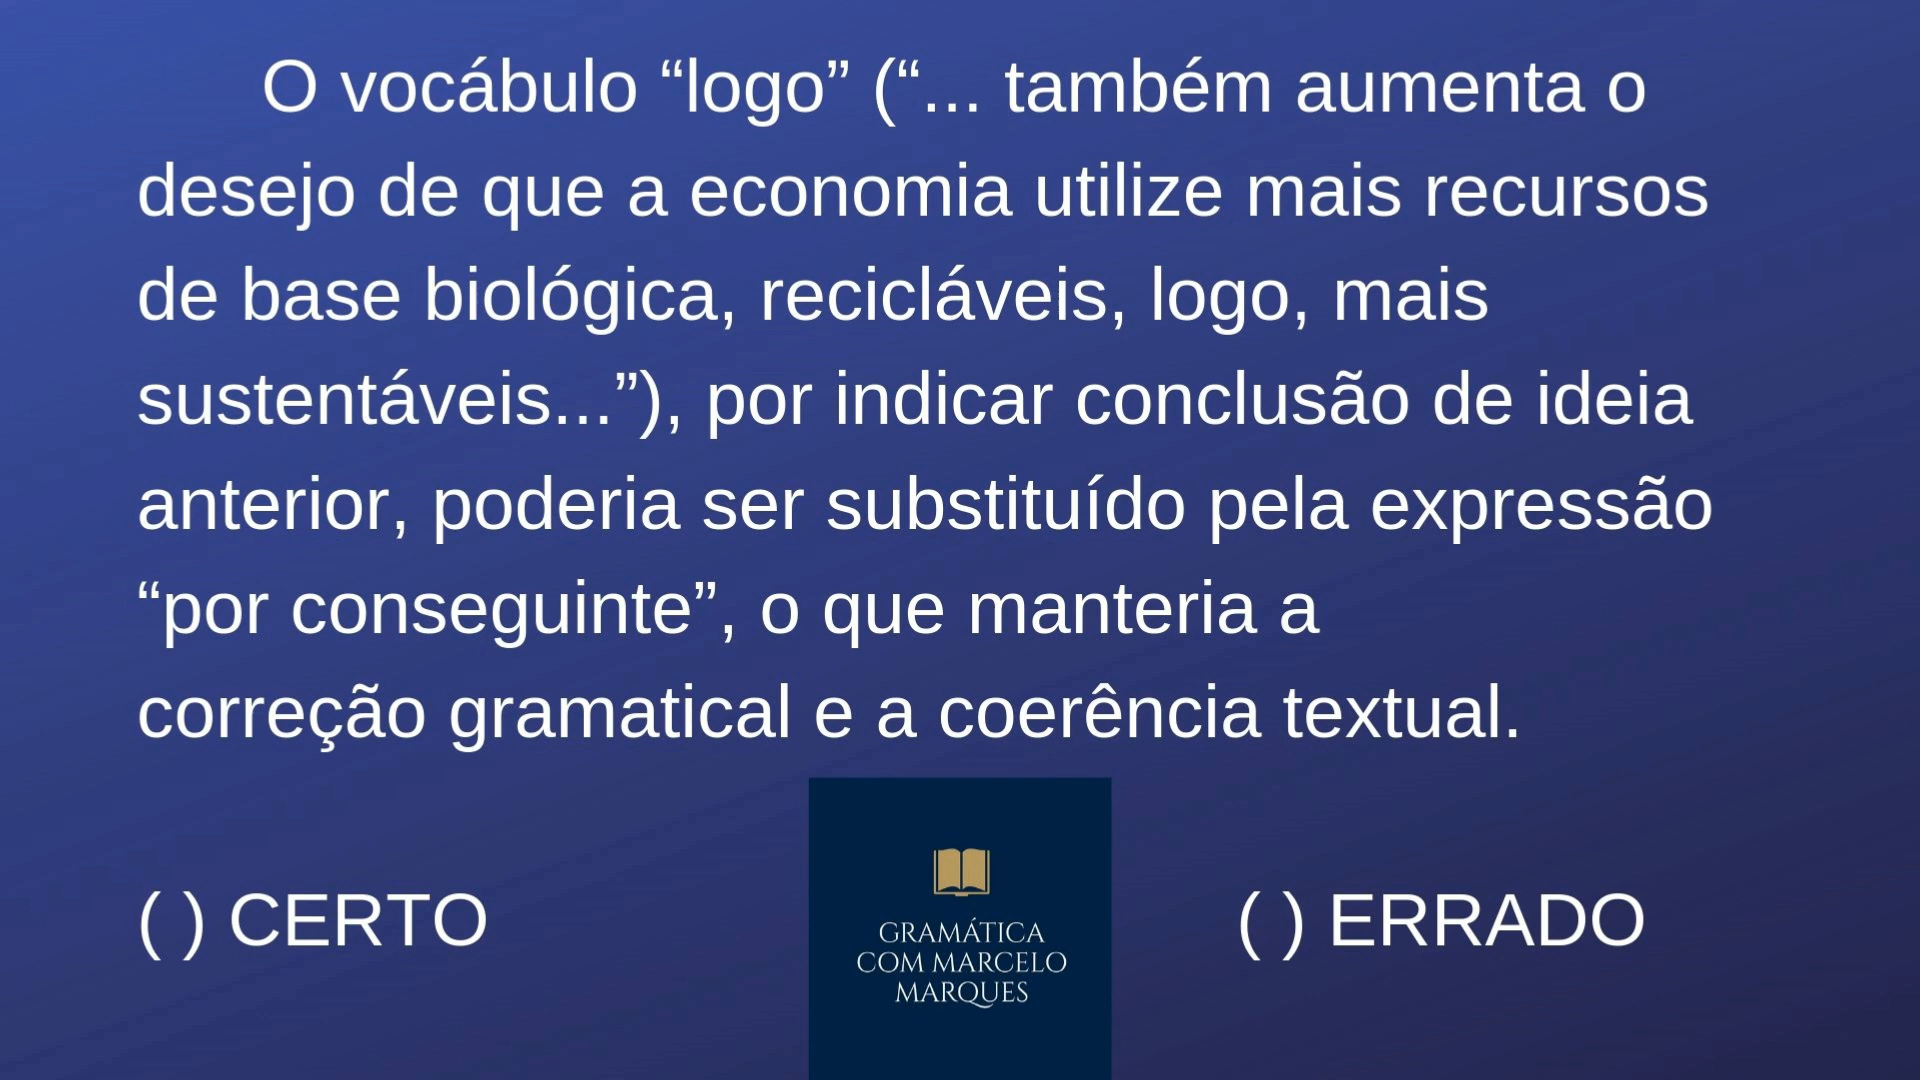 O vocábulo “logo” (“... também aumenta o
desejo de que a economia utilize mais recursos
de base biológica, recicláveis, logo, mais
sustentáveis...”), por indicar conclusão de ideia
anterior, poderia ser substituído pela expressão
“por conseguinte”, o que manteria a
correção gramatical e a coerência textual.
( ) CERTO
( ) ERRADO
GRAMÁTICA
COM MARCELO
MARQUES